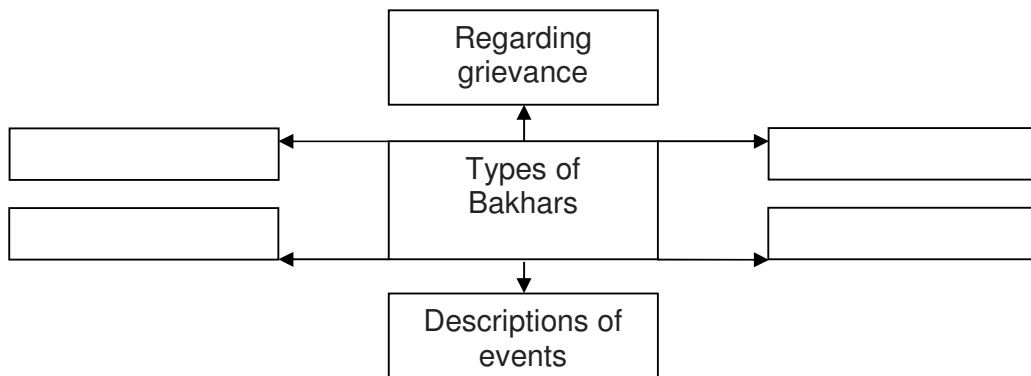 Regarding
grievance
Types of
Bakhars
Descriptions of
events